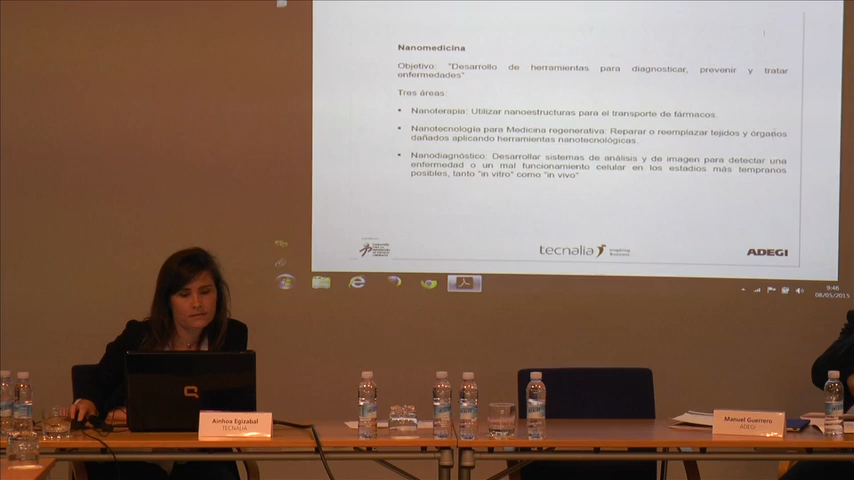 Nanomedicina
Objetivo: "Desarrollo de herramientas para diagnosticar, prevenir y tratar
enfermedades"
Tres áreas
• Nanoterapia: Utilizar nanoestructuras para el transporte de fármacos.
• Nanotecnología para Medicina regenerativa: Reparar o reemplazar tejidos y órganos
dañados aplicando herramientas nanotecnológicas.
• Nanodiagnóstico: Desarrollar sistemas de análisis y de imagen para detectar una
enfermedad o un mal funcionamiento celular en los estadios más tempranos
posibles, tanto "in vitro" como "in vivo"
tecnalia
Inspiring
Business
ADEGI
9:46
08/05/2015
Ainhoa Egizabal
TECNALIA
Manuel Guerrero
ADEGI